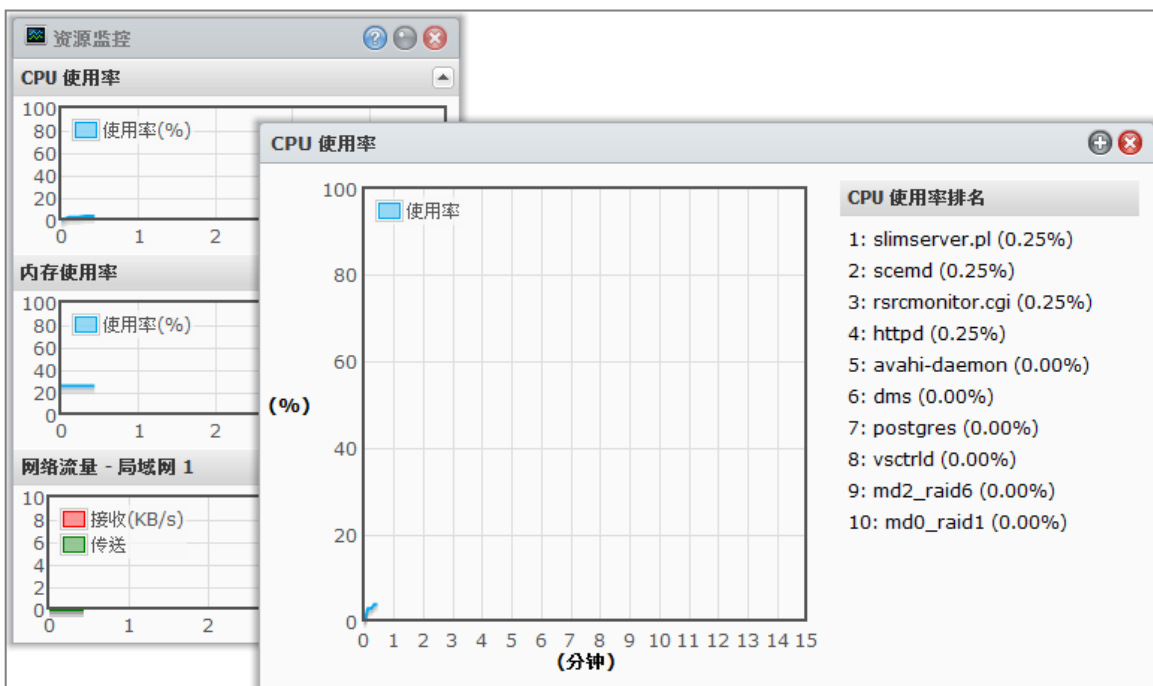 资源监控
CPU 使用率
100
80
60
40
20
0
使用率(%)
0 1 2
内存使用率
100
80
60
40
20
0
使用率(%)
0 1 2
网络流量 - 局域网 1
10
8
6
4
2
0
接收(KB/s)
传送
0 1 2
CPU 使用率
100
80
60
40
20
0
(%)
使用率
0 1 2 3 4 5 6 7 8 9 10 11 12 13 14 15
(分钟)
CPU 使用率排名
1: slimserver.pl (0.25%)
2: scemd (0.25%)
3: rsrcmonitor.cgi (0.25%)
4: httpd (0.25%)
5: avahi-daemon (0.00%)
6: dms (0.00%)
7: postgres (0.00%)
8: vsctrld (0.00%)
9: md2_raid6 (0.00%)
10: md0_raid1 (0.00%)